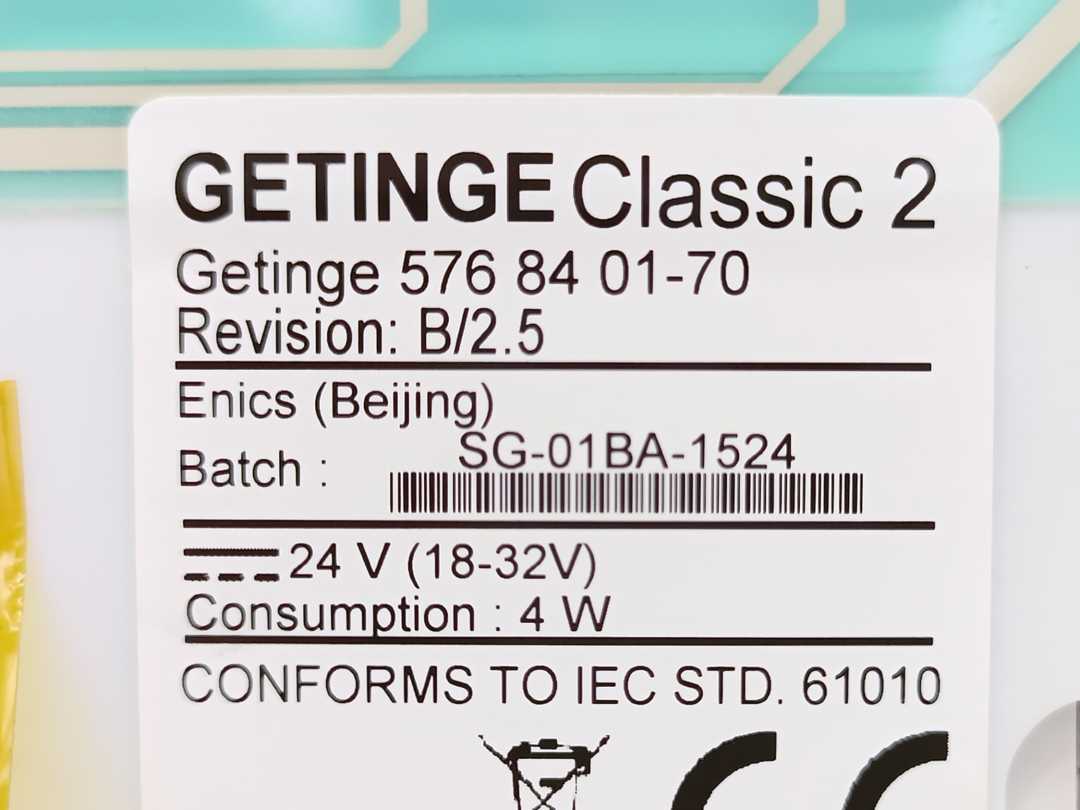 GETINGE Classic 2
Getinge 576 84 01-70
Revision: B/2.5
Enics (Beijing)
SG-01BA-1524
Batch :
24 V (18-32V)
Consumption : 4 W
CONFORMS TO IEC STD. 61010
CE